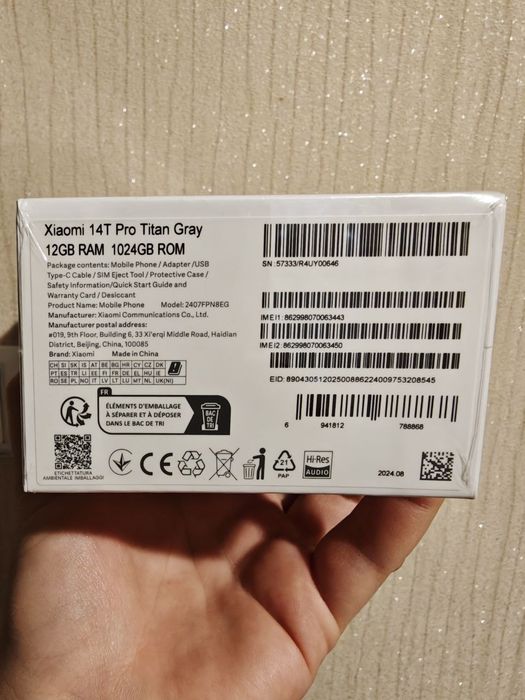 Xiaomi 14T Pro Titan Gray
12GB RAM 1024GB ROM
Package contents: Mobile Phone / Adapter /USB
Type-C Cable / SIM Eject Tool / Protective Case /
Safety Information/Quick Start Guide and
Warranty Card / Desiccant
Product Name: Mobile Phone Model: 2407FPN8EG
Manufacturer: Xiaomi Communications Co., Ltd.
Manufacturer postal address:
#019, 9th Floor, Building 6, 33 Xi'erqi Middle Road, Haidian
District, Beijing, China, 100085
Brand: Xiaomi Made in China
CH SI SK IS AT BE BG HR CY CZ DK
PT ES TR LI EE FI FR DE EL HU IE
RO SE PL NO IT LV LT LU MT NL UK(NI)
FR
ÉLÉMENTS D'EMBALLAGE
À SÉPARER ET À DÉPOSER
DANS LE BAC DE TRI
BAC
DE
TRI
ETICHETTATURA
AMBIENTALE IMBALLAGGI
CE
21
PAP
Hi-Res
AUDIO
SN:57333/R4UY00646
IMEI1:862998070063443
IMEI2:862998070063450
EID:89043051202500886224009753208545
6 941812 788868
2024.08